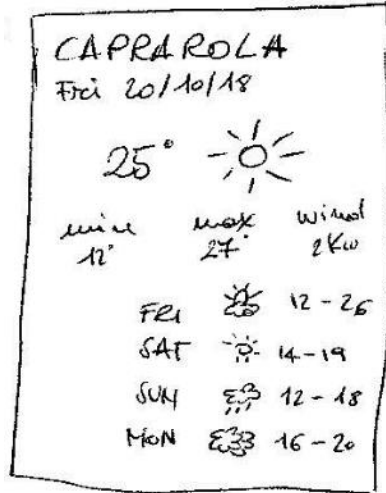 CAPRAROLA
Fri 20/10/18
25°
min max wind
12° 27° 2Kw
FRI 12-26
SAT 14-19
SUN 12-18
MON 16-20